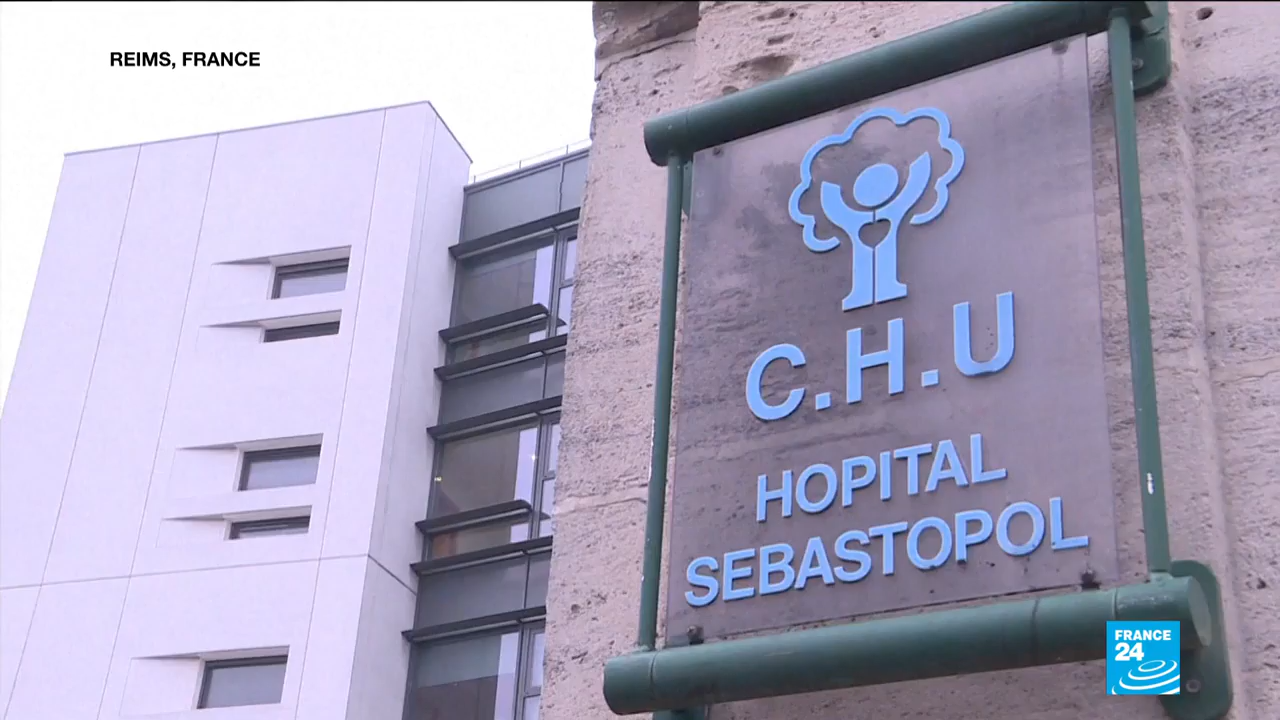 REIMS, FRANCE
C.H.U
HOPITAL
SEBASTOPOL
FRANCE
24